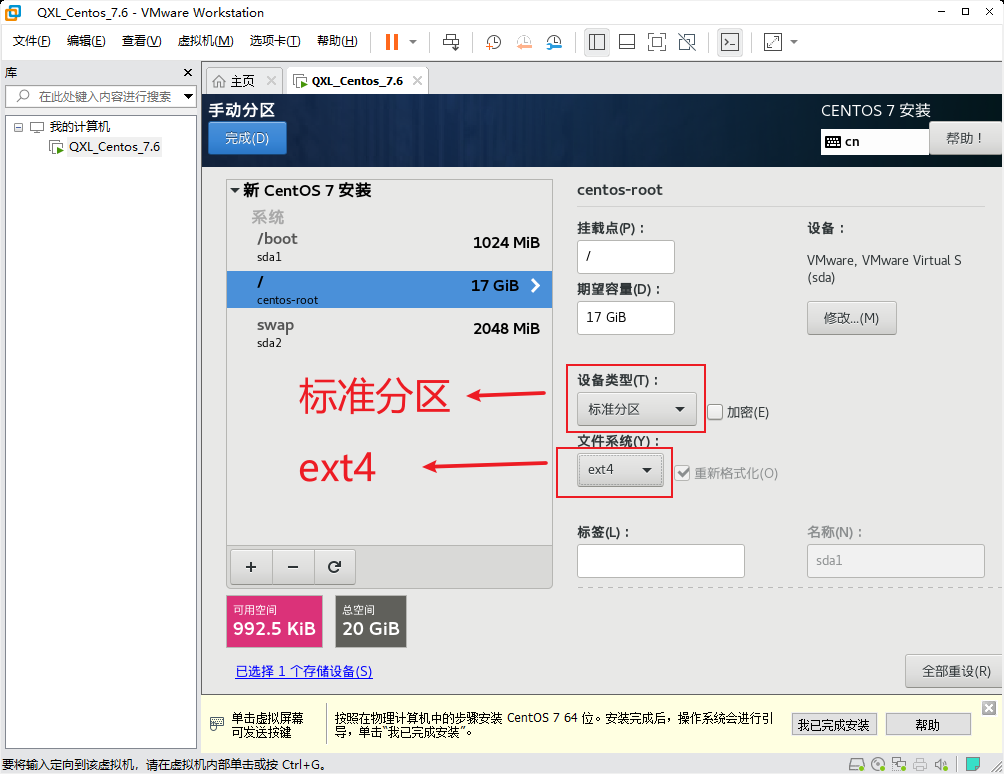 QXL_Centos_7.6 - VMware Workstation
文件(F) 编辑(E) 查看(V) 虚拟机(M) 选项卡(T) 帮助(H)
库
在此处键入内容进行搜索
我的计算机
QXL_Centos_7.6
主页
QXL_Centos_7.6
手动分区
完成(D)
CENTOS 7 安装
cn
帮助！
新 CentOS 7 安装
系统
/boot
1024 MiB
sda1
/
17 GiB
centos-root
swap
2048 MiB
sda2
标准分区
ext4
centos-root
挂载点(P)：
/
期望容量(D)：
17 GiB
设备：
VMware, VMware Virtual S
(sda)
修改...(M)
设备类型(T)：
标准分区
加密(E)
文件系统(Y)：
ext4
重新格式化(O)
标签(L)：
名称(N)：
sda1
可用空间
992.5 KiB
总空间
20 GiB
已选择 1 个存储设备(S)
全部重设(R)
单击虚拟屏幕
可发送按键
按照在物理计算机中的步骤安装 CentOS 7 64 位。安装完成后，操作系统会进行引
导，单击“我已完成安装”。
我已完成安装
帮助
要将输入定向到该虚拟机，请在虚拟机内部单击或按 Ctrl+G。